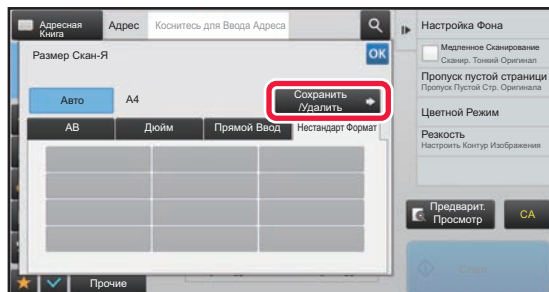 Адресная
Книга
Адрес
Коснитесь для Ввода Адреса
Размер Скан-Я
OK
Авто
A4
Сохранить
/Удалить
AB
Дюйм
Прямой Ввод
Нестандарт Формат
Прочие
Настройка Фона
Медленное Сканирование
Сканир. Тонкий Оригинал
Пропуск пустой страници
Пропуск Пустой Стр. Оригинала
Цветной Режим
Резкость
Настроить Контур Изображения
Предварит.
Просмотр
CA
Старт